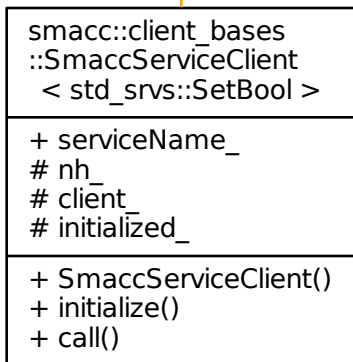 smacc::client_bases
::SmaccServiceClient
< std_srvs::SetBool >
+ serviceName_
# nh_
# client_
# initialized_
+ SmaccServiceClient()
+ initialize()
+ call()